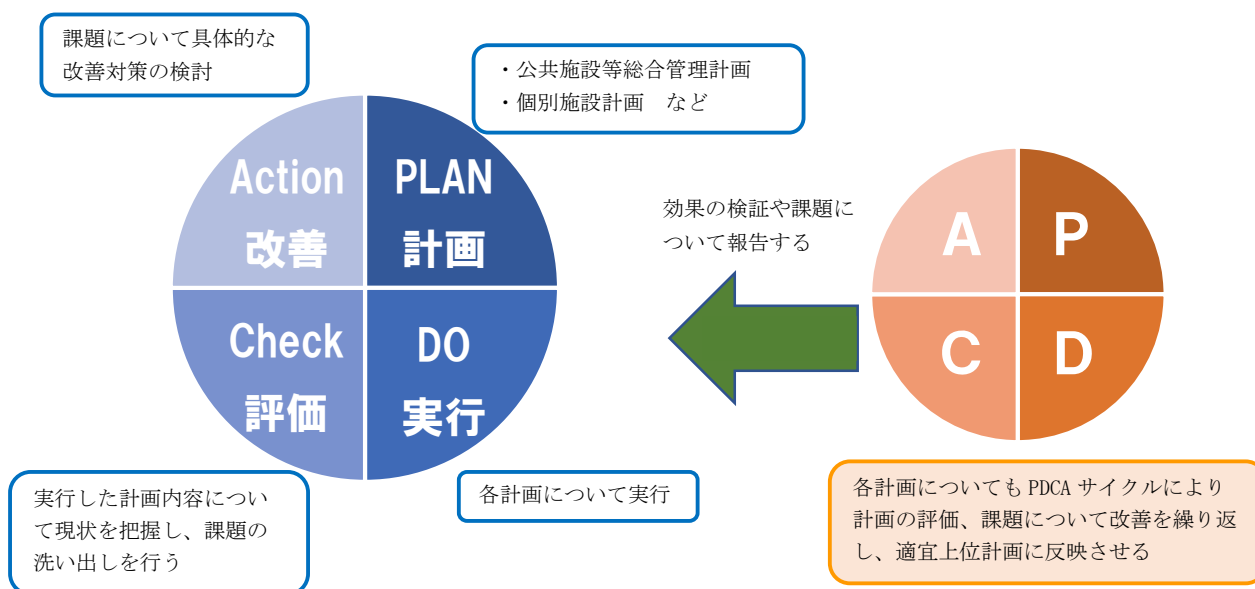 課題について具体的な
改善対策の検討
・公共施設等総合管理計画
・個別施設計画　など
Action
改善
PLAN
計画
Check
評価
DO
実行
実行した計画内容につい
て現状を把握し、課題の
洗い出しを行う
各計画について実行
効果の検証や課題に
ついて報告する
A
P
C
D
各計画についても PDCA サイクルにより
計画の評価、課題について改善を繰り返
し、適宜上位計画に反映させる